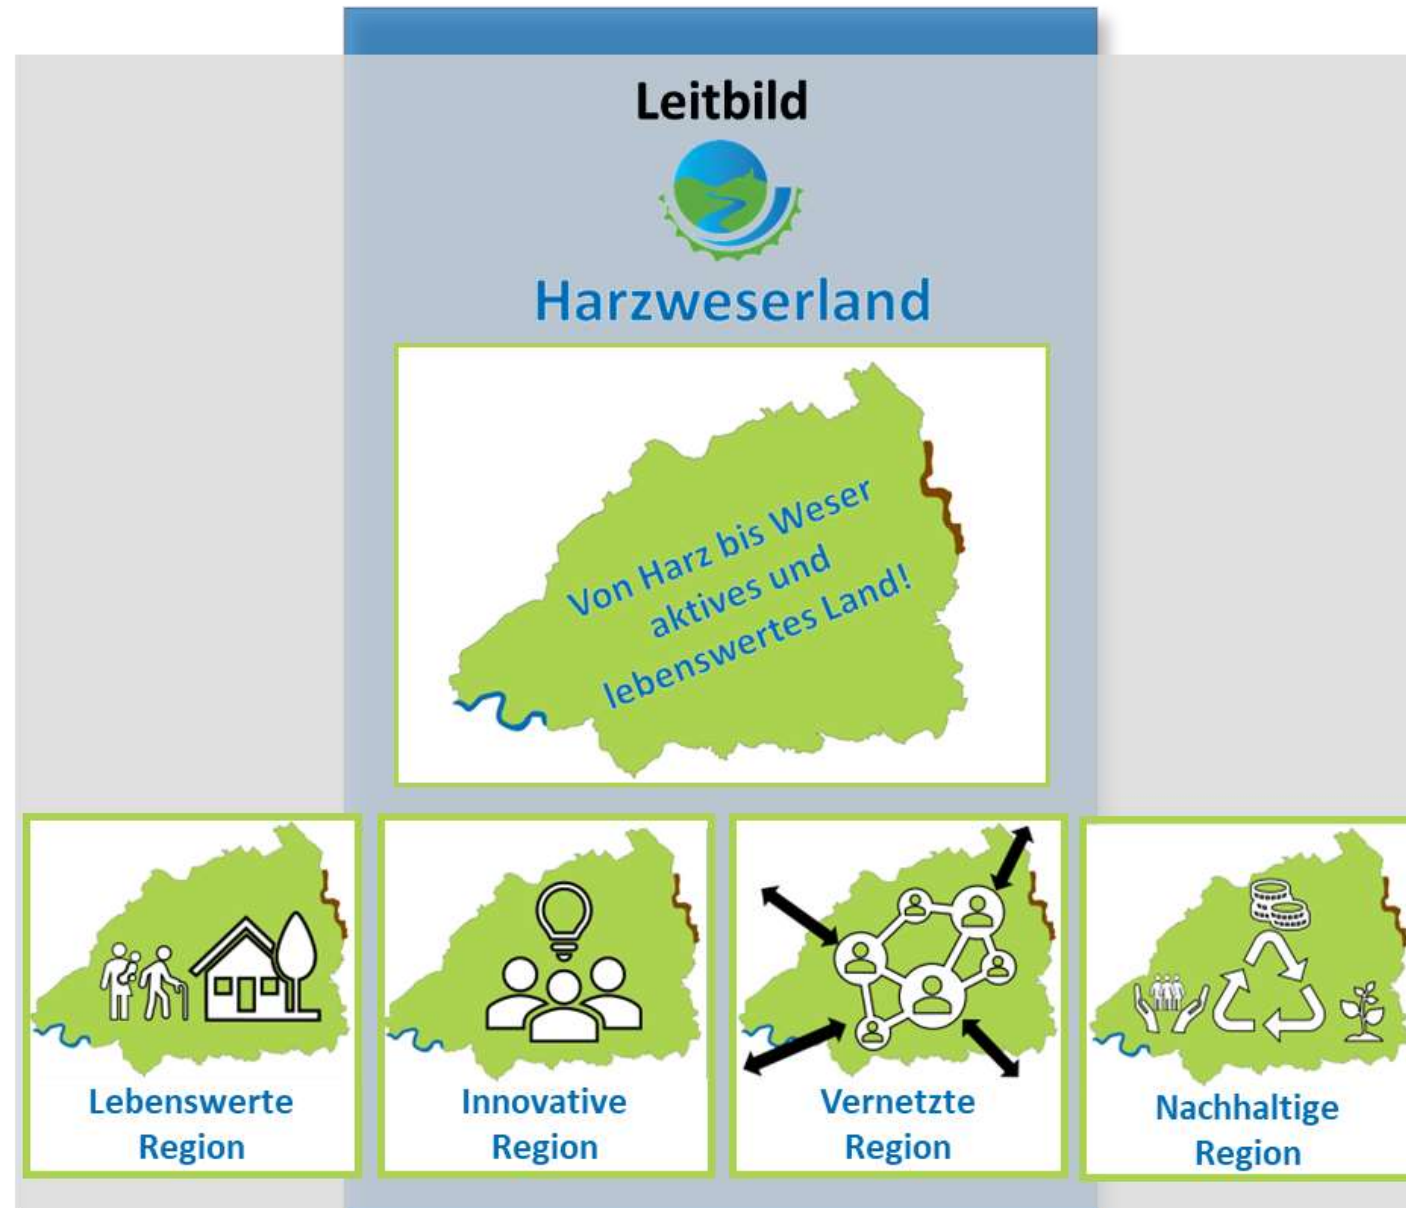 Leitbild
Harzweserland
Von Harz bis Weser
aktives und
lebenswertes Land!
Lebenswerte
Region
Innovative
Region
Vernetzte
Region
Nachhaltige
Region